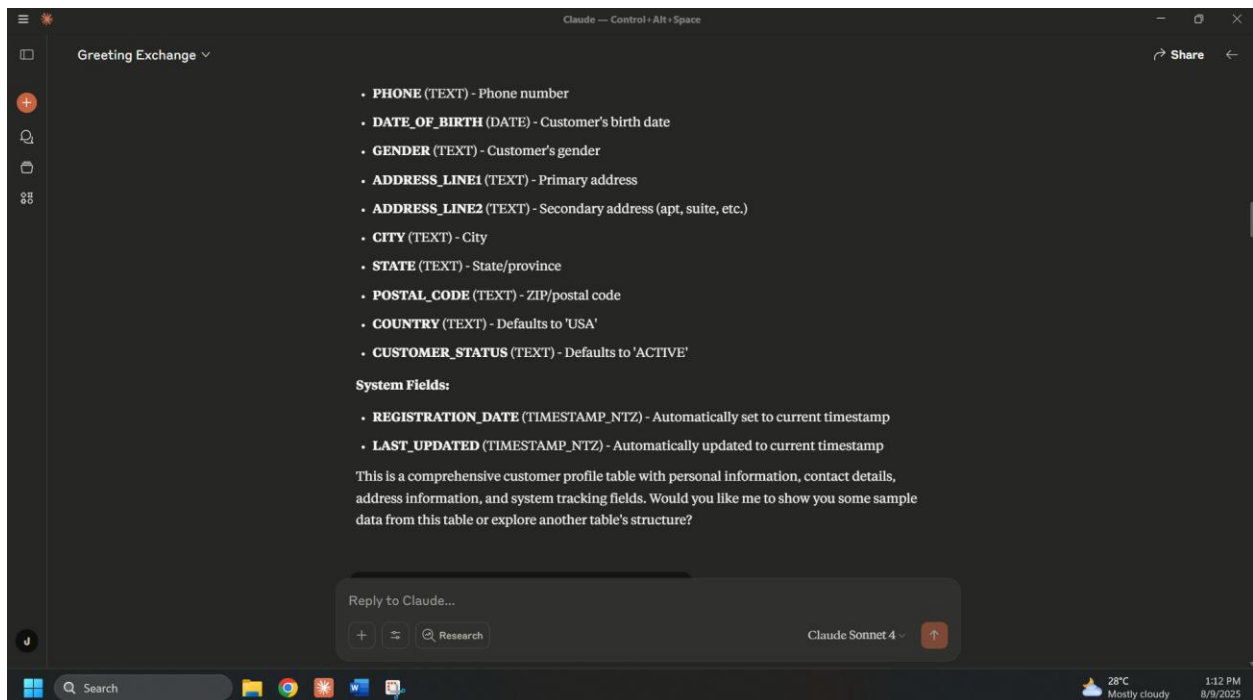 Claude — Control+Alt+Space
Greeting Exchange
Share
• PHONE (TEXT) - Phone number
• DATE_OF_BIRTH (DATE) - Customer's birth date
• GENDER (TEXT) - Customer's gender
• ADDRESS_LINE1 (TEXT) - Primary address
• ADDRESS_LINE2 (TEXT) - Secondary address (apt, suite, etc.)
• CITY (TEXT) - City
• STATE (TEXT) - State/province
• POSTAL_CODE (TEXT) - ZIP/postal code
• COUNTRY (TEXT) - Defaults to 'USA'
• CUSTOMER_STATUS (TEXT) - Defaults to 'ACTIVE'
System Fields:
• REGISTRATION_DATE (TIMESTAMP_NTZ) - Automatically set to current timestamp
• LAST_UPDATED (TIMESTAMP_NTZ) - Automatically updated to current timestamp
This is a comprehensive customer profile table with personal information, contact details,
address information, and system tracking fields. Would you like me to show you some sample
data from this table or explore another table's structure?
Reply to Claude...
Research
Claude Sonnet 4
J
Search
W
28°C
Mostly cloudy
1:12 PM
8/9/2025